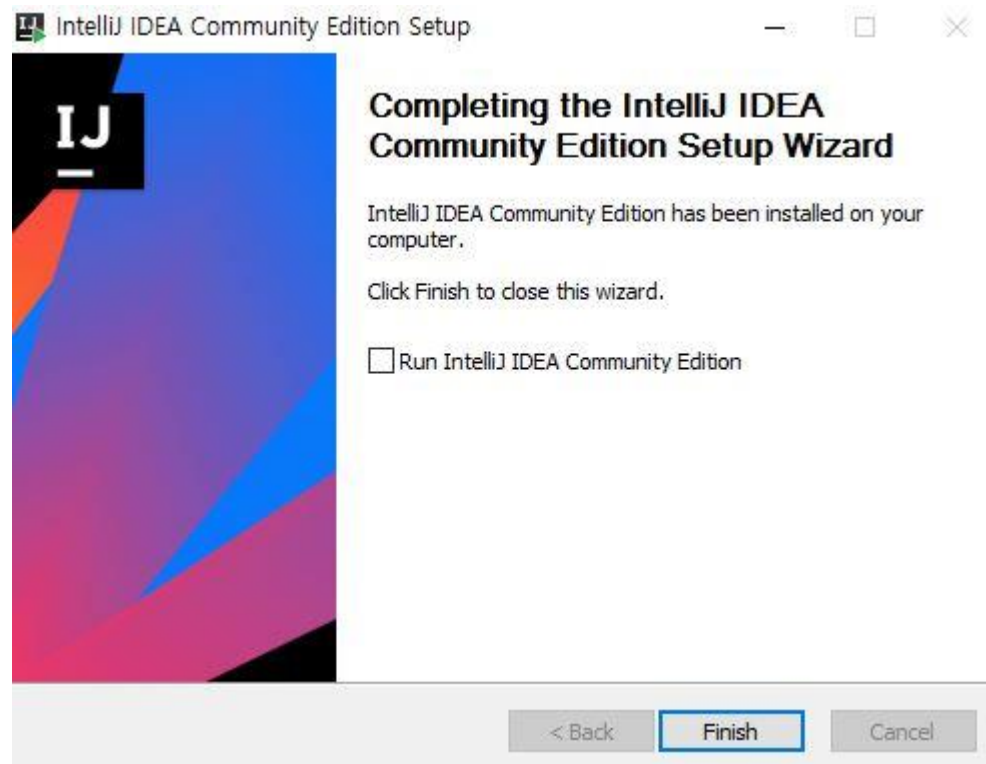 IntelliJ IDEA Community Edition Setup
IJ
Completing the IntelliJ IDEA
Community Edition Setup Wizard
IntelliJ IDEA Community Edition has been installed on your
computer.
Click Finish to close this wizard.
Run IntelliJ IDEA Community Edition
< Back Finish Cancel